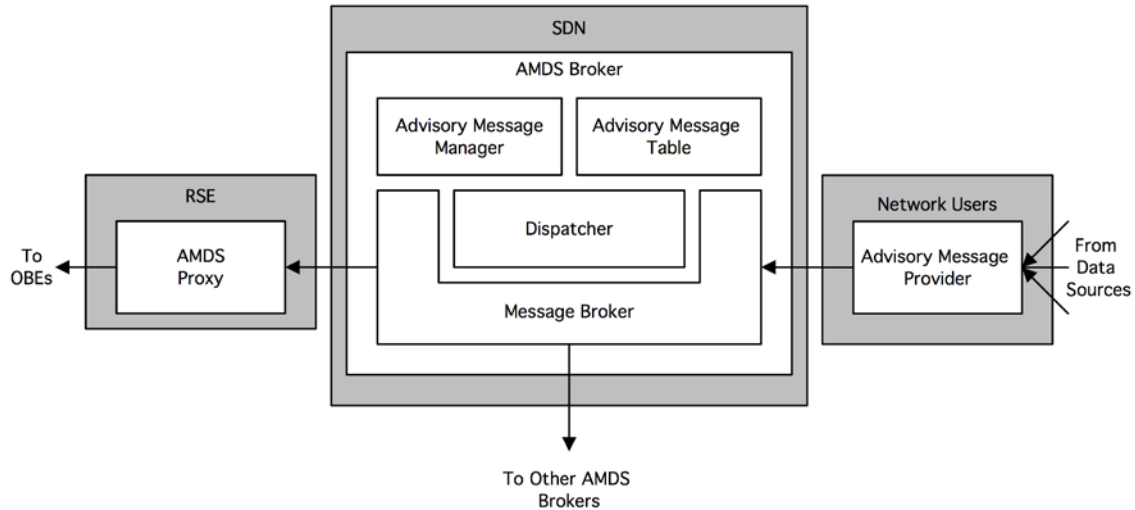 SDN
AMDS Broker
Advisory Message
Manager
Advisory Message
Table
RSE
Network Users
Dispatcher
To
OBEs
AMDS
Proxy
Advisory Message
Provider
From
Data
Sources
Message Broker
To Other AMDS
Brokers